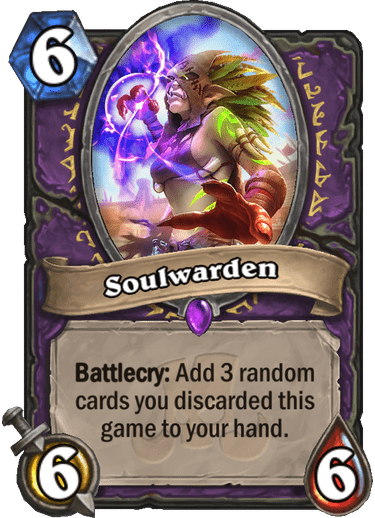 6
Soulwarden
Battlecry: Add 3 random
cards you discarded this
game to your hand.
6 6